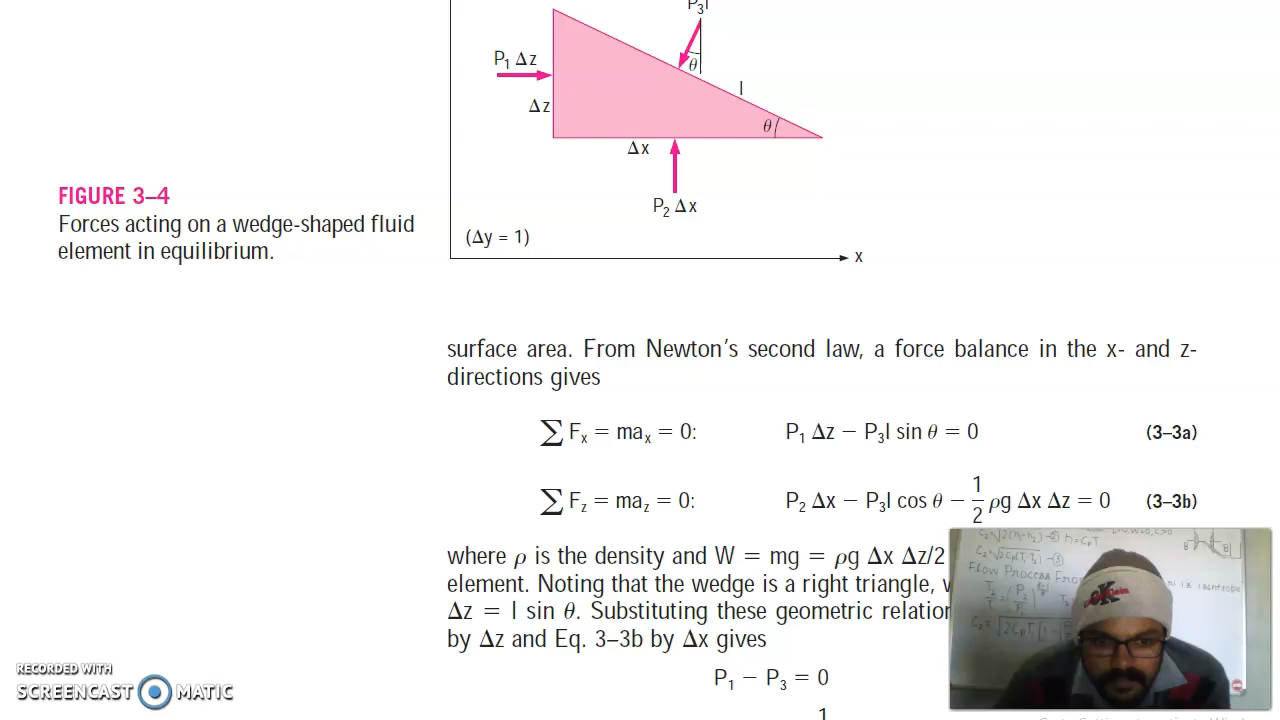 P₃l
P₁ Δz
θ
l
Δz
θ
Δx
P₂ Δx
(Δy = 1)
x
FIGURE 3–4
Forces acting on a wedge-shaped fluid
element in equilibrium.
surface area. From Newton's second law, a force balance in the x- and z-
directions gives
∑ Fₓ = maₓ = 0: P₁ Δz − P₃l sin θ = 0 (3–3a)
∑ F_z = ma_z = 0: P₂ Δx − P₃l cos θ − 1/2 ρg Δx Δz = 0 (3–3b)
where ρ is the density and W = mg = ρg Δx Δz/2
element. Noting that the wedge is a right triangle,
Δz = l sin θ. Substituting these geometric
by Δz and Eq. 3–3b by Δx gives
P₁ − P₃ = 0
1
RECORDED WITH
SCREENCAST MATIC
Flow Process